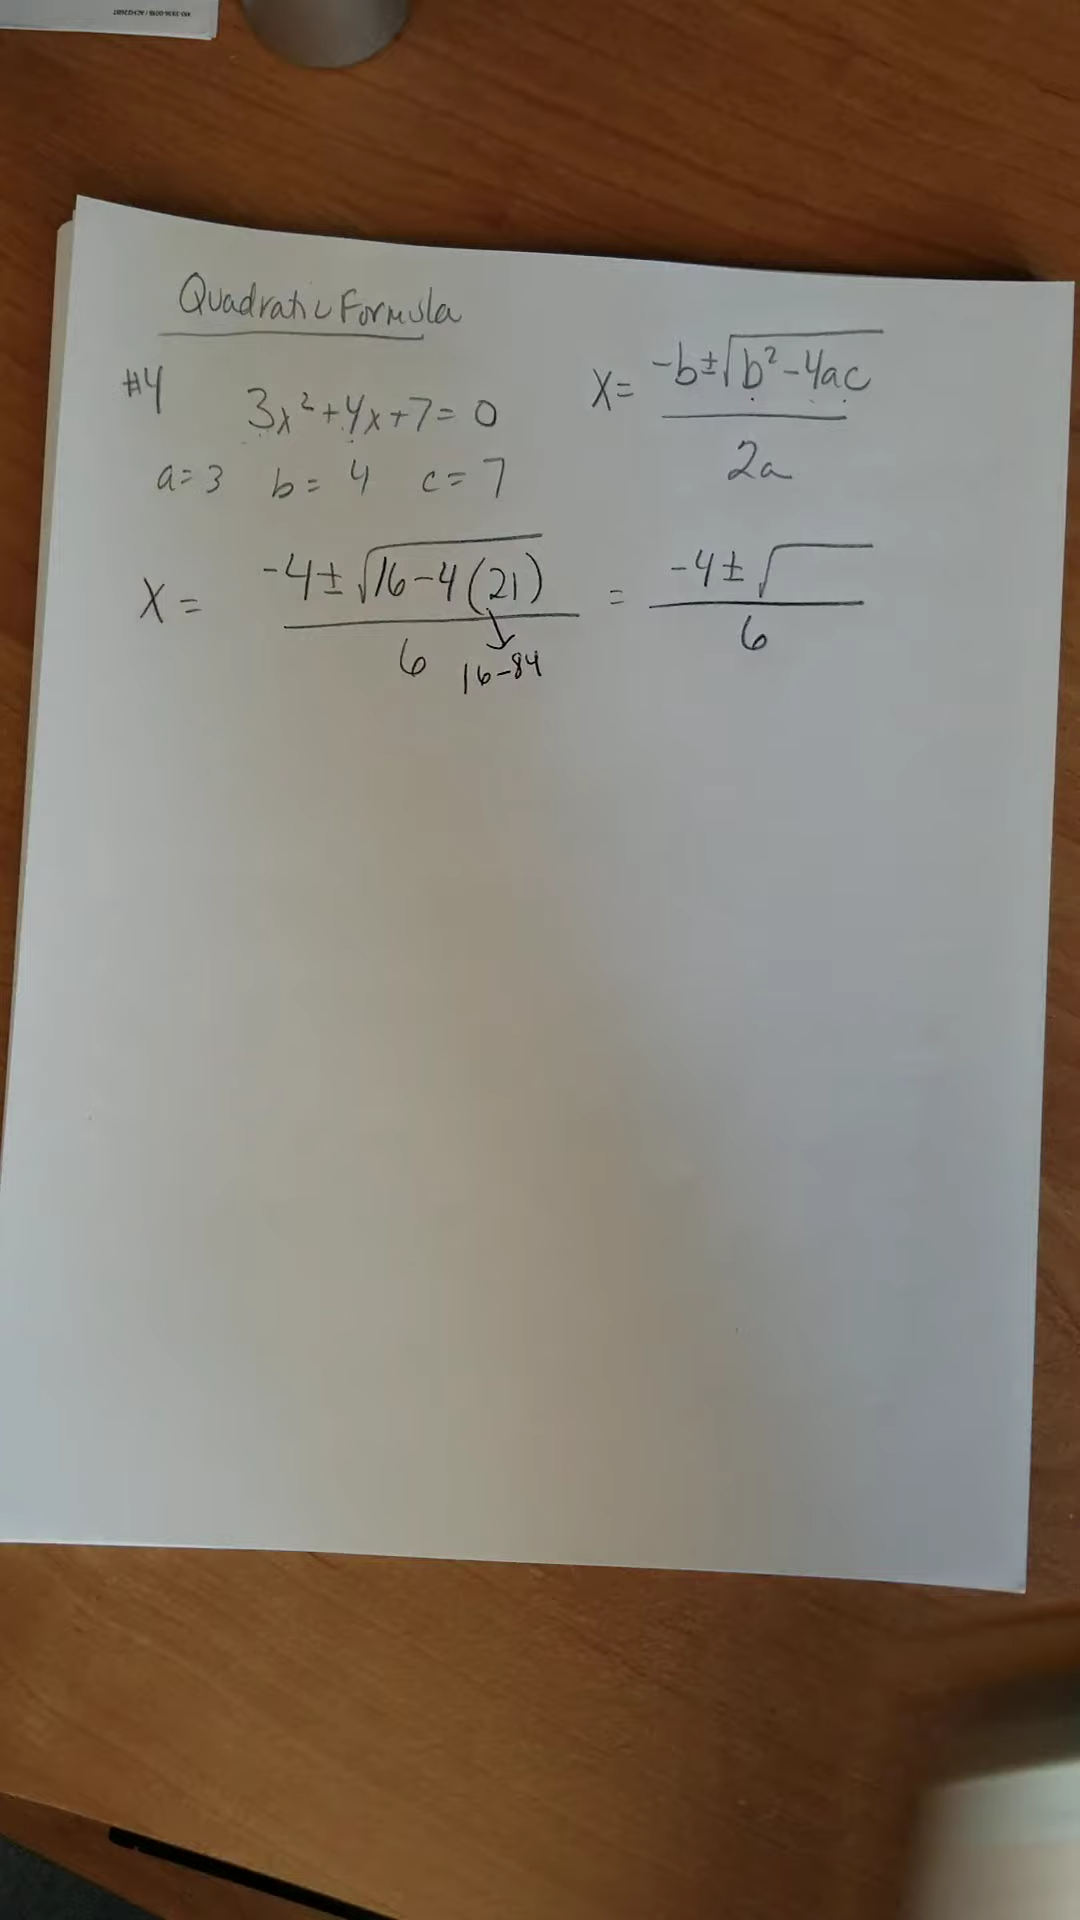 Quadratic Formula
#4
3x²+4x+7=0
x= -b±√b²-4ac
2a
a=3 b=4 c=7
X= -4±√16-4(21) = -4±√
6 6
16-84